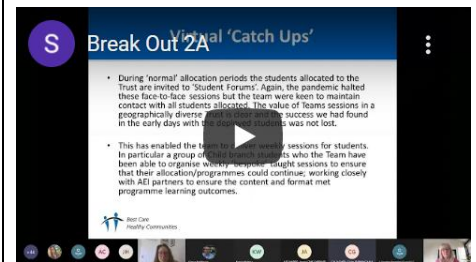 S Break Out 2A
Virtual 'Catch Ups'
• During 'normal' allocation periods the students allocated to the
Trust are invited to 'Student Forums'. Again, the pandemic halted
these face-to-face sessions but the team were keen to maintain
contact with all students allocated. The value of Teams sessions in a
geographically diverse Trust is clear and the success we had found
in the early days with the deployed students was not lost.
• This has enabled the team to deliver weekly sessions for students.
In particular a group of Child branch students who the Team have
been able to organise weekly 'bespoke' taught sessions to ensure
that their allocation/programmes could continue; working closely
with AEI partners to ensure the content and format met
programme learning outcomes.
Best Care
Healthy Communities
AC
KW
CG